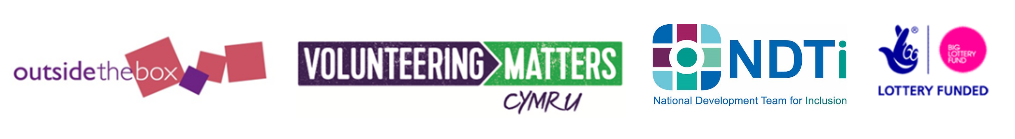 outsidethebox
VOLUNTEERING MATTERS
CYMRU
NDTi
National Development Team for Inclusion
BIG
LOTTERY
FUND
LOTTERY FUNDED